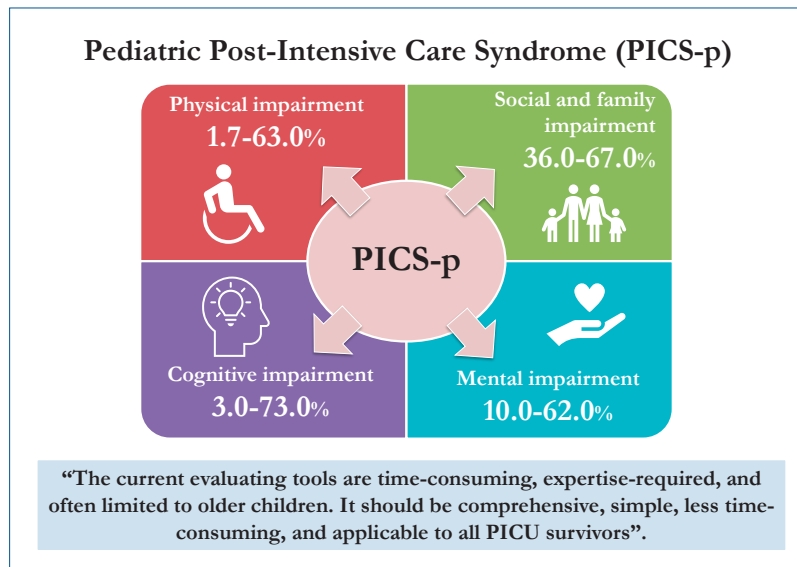 Pediatric Post-Intensive Care Syndrome (PICS-p)
Physical impairment
1.7-63.0%
Social and family
impairment
36.0-67.0%
PICS-p
Cognitive impairment
3.0-73.0%
Mental impairment
10.0-62.0%
“The current evaluating tools are time-consuming, expertise-required, and
often limited to older children. It should be comprehensive, simple, less time-
consuming, and applicable to all PICU survivors”.